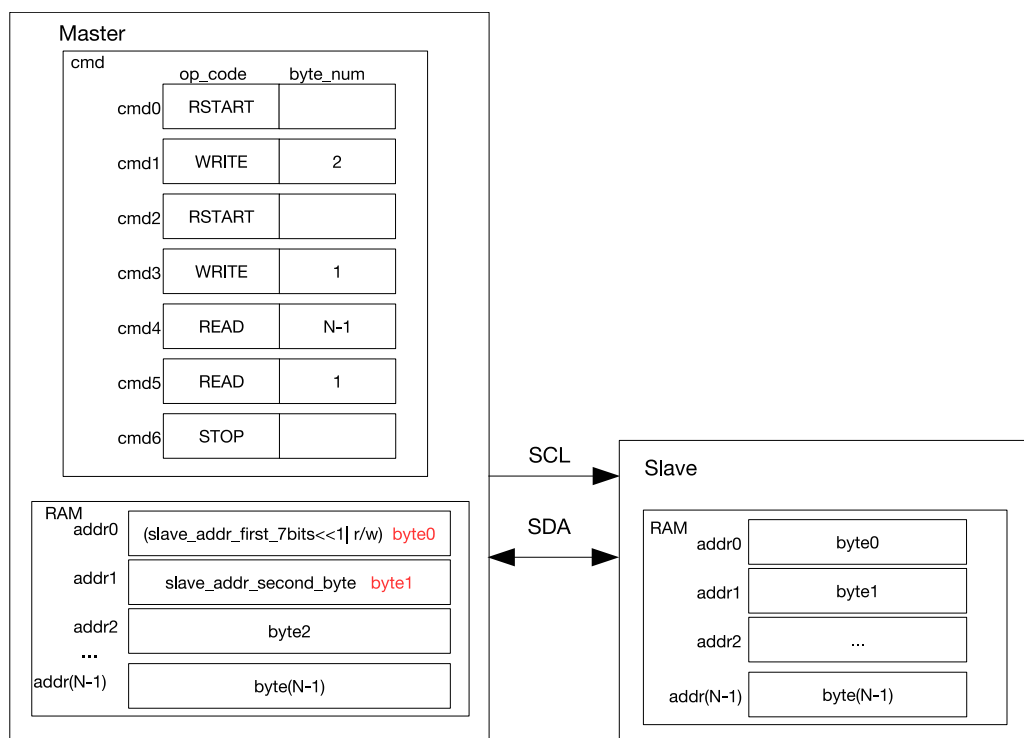 Master
cmd
op_code byte_num
cmd0 RSTART
cmd1 WRITE 2
cmd2 RSTART
cmd3 WRITE 1
cmd4 READ N-1
cmd5 READ 1
cmd6 STOP
RAM
addr0 (slave_addr_first_7bits<<1| r/w) byte0
addr1 slave_addr_second_byte byte1
addr2 byte2
...
addr(N-1) byte(N-1)
SCL
SDA
Slave
RAM
addr0 byte0
addr1 byte1
addr2 ...
addr(N-1) byte(N-1)